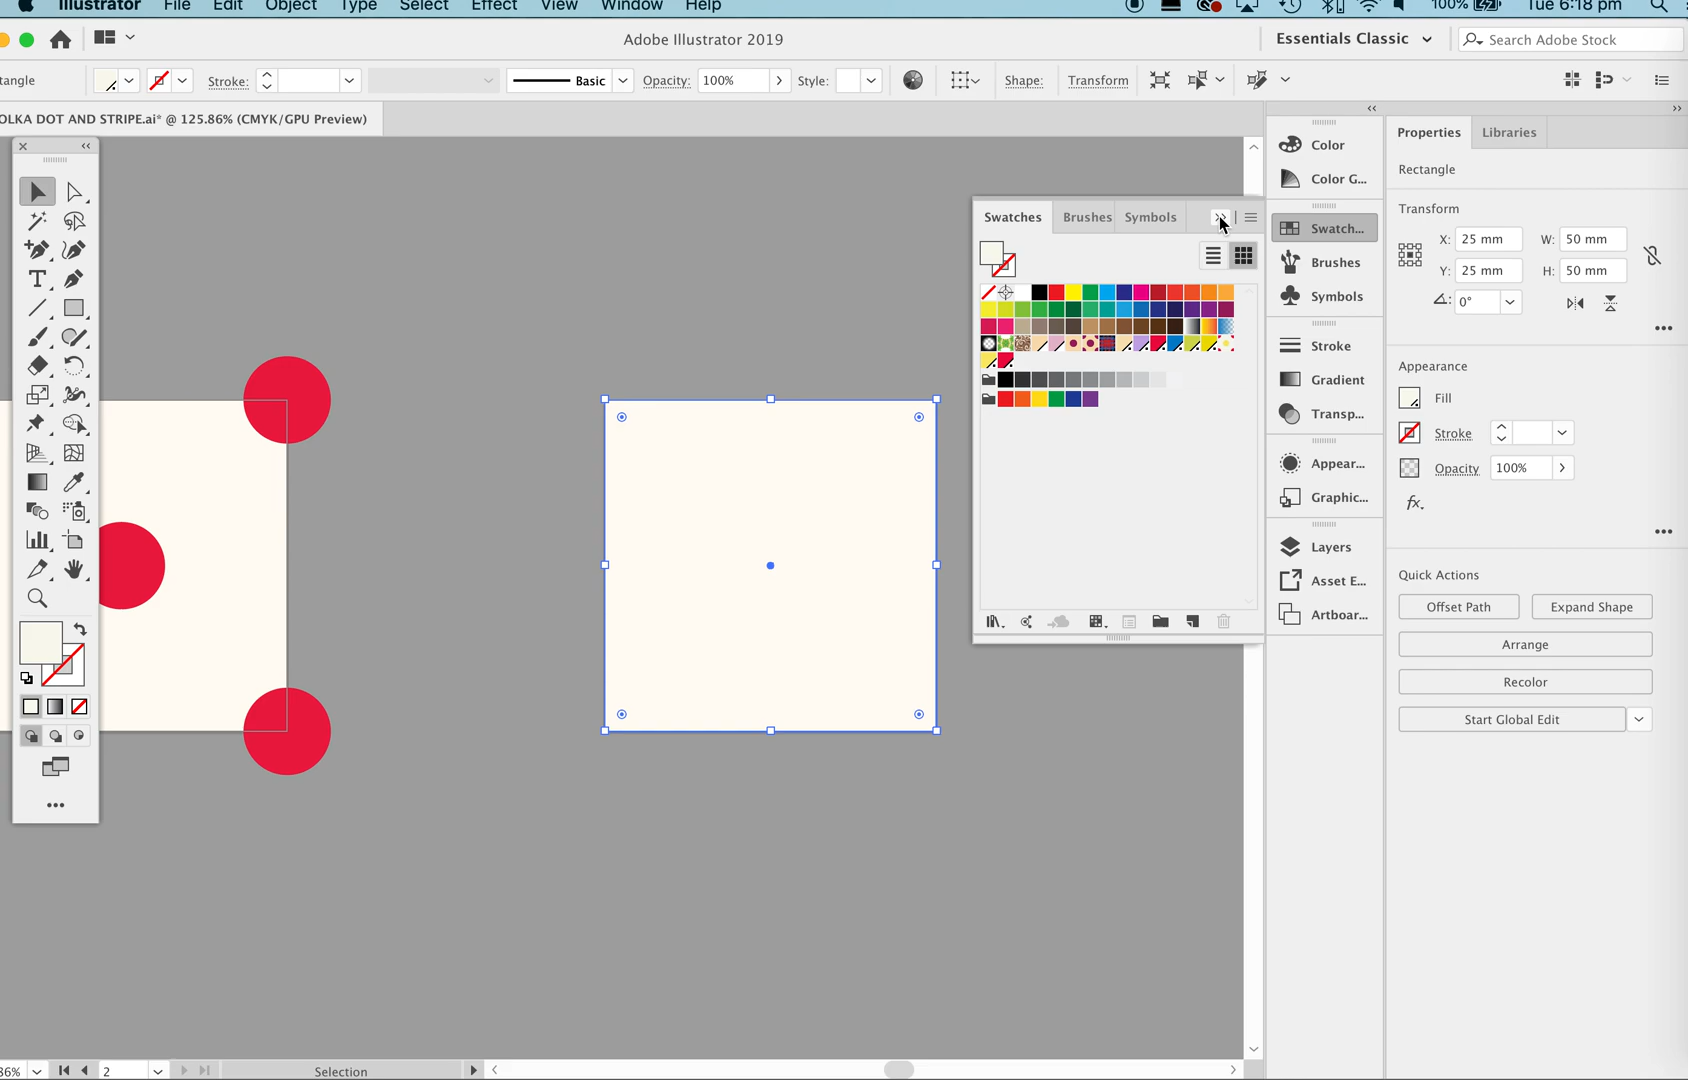 Illustrator File Edit Object Type Select Effect View Window Help 100% Tue 6:18 pm
Adobe Illustrator 2019 Essentials Classic Search Adobe Stock
tangle Stroke: Basic Opacity: 100% Style: Shape: Transform
OLKA DOT AND STRIPE.ai* @ 125.86% (CMYK/GPU Preview)
Swatches Brushes Symbols
Color
Color G...
Swatch...
Brushes
Symbols
Stroke
Gradient
Transp...
Appear...
Graphic...
Layers
Asset E...
Artboar...
Properties Libraries
Rectangle
Transform
X: 25 mm W: 50 mm
Y: 25 mm H: 50 mm
0°
Appearance
Fill
Stroke
Opacity 100%
fx.
Quick Actions
Offset Path Expand Shape
Arrange
Recolor
Start Global Edit
86% 2 Selection